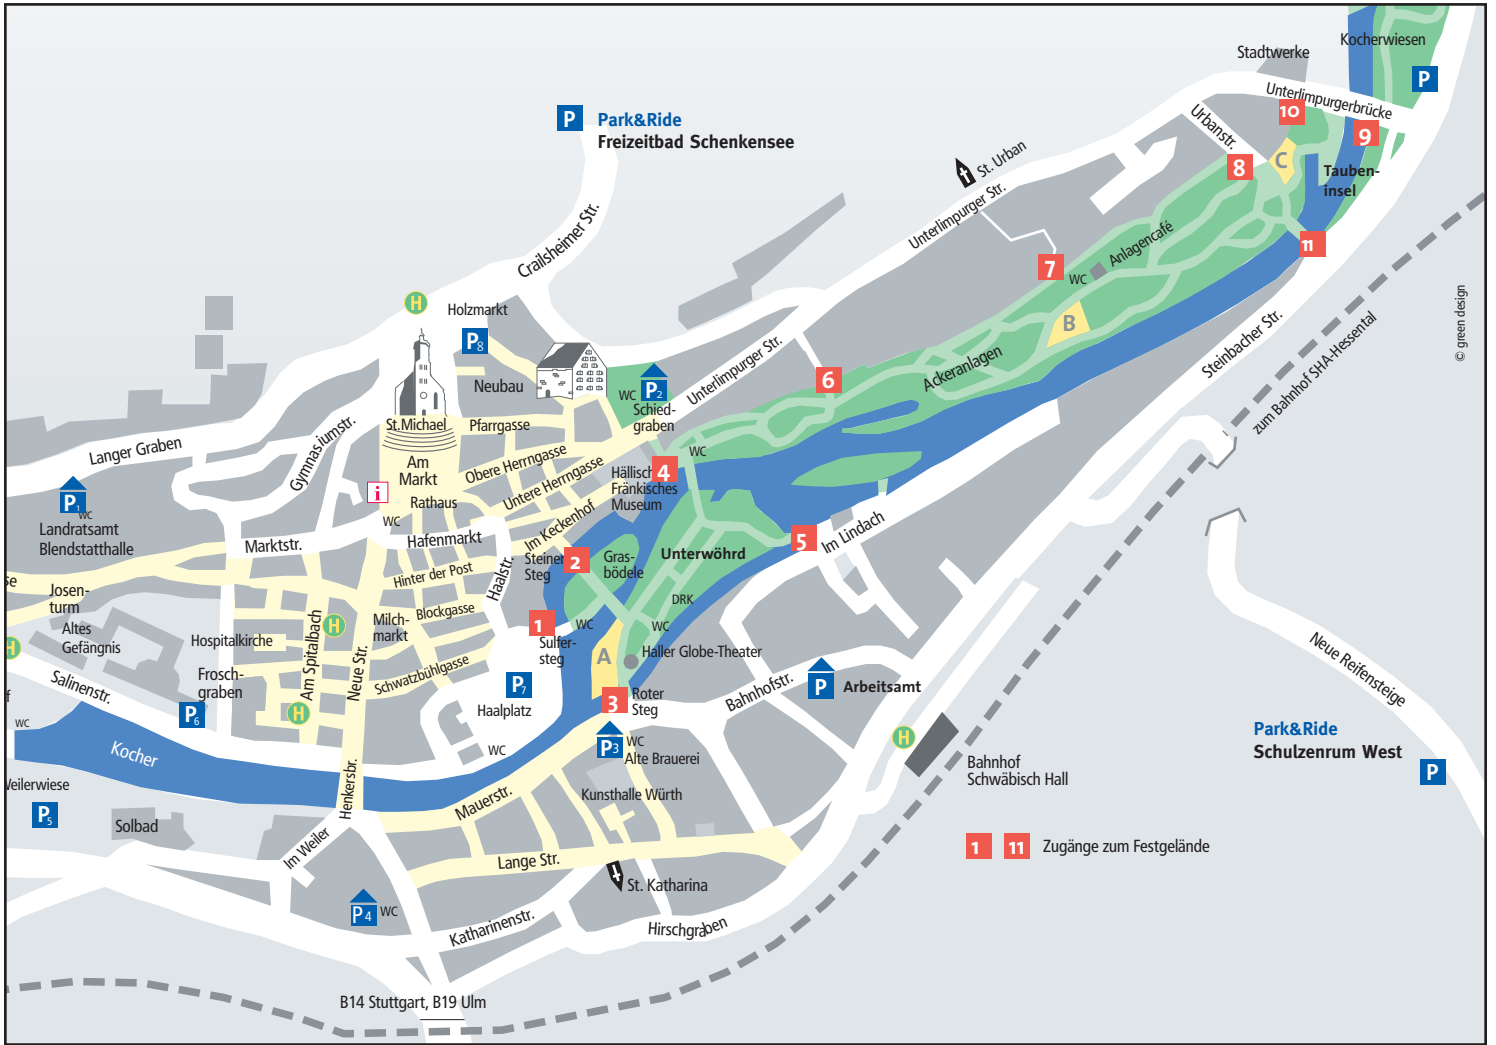 Kocherwiesen
Stadtwerke
P
Unterlimpurgerbrücke
10
9
Urbanstr.
C
8
Tauben-
insel
11
P
Park&Ride
Freizeitbad Schenkensee
St. Urban
Unterlimpurger Str.
Crailsheimer Str.
Anlagencafé
7
WC
B
Steinbacher Str.
zum Bahnhof SHA-Hessental
© green design
H
Holzmarkt
P8
Neubau
Unterlimpurger Str.
6
Ackeranlagen
WC
P2
Schied-
graben
St.Michael
Pfarrgasse
Langer Graben
Gymnasiumstr.
Am
Markt
Obere Herrngasse
Untere Herrngasse
WC
4
Hällisch
Fränkisches
Museum
i
Rathaus
WC
P1
WC
Landratsamt
Blendstatthalle
Marktstr.
Hafenmarkt
Im Keckenhof
Steiner
Steg
2
Gras-
bödele
Unterwöhrd
5
Im Lindach
se
Josen-
turm
Hinter der Post
Haalstr.
Altes
Gefängnis
H
Hospitalkirche
Am Spitalbach
H
Milch-
markt
Blockgasse
DRK
1
WC
WC
Sulfer-
steg
A
Haller Globe-Theater
Neue Str.
Schwatzbühlgasse
Frosch-
graben
Salinenstr.
f
WC
P6
H
P7
Haalplatz
3
Roter
Steg
Bahnhofstr.
P
Arbeitsamt
Neue Reifensteige
H
Kocher
WC
P3
WC
Alte Brauerei
Bahnhof
Schwäbisch Hall
Park&Ride
Schulzenrum West
P
Weilerwiese
P5
Henkersbr.
Mauerstr.
Kunsthalle Würth
Solbad
Im Weiler
Lange Str.
1
11
Zugänge zum Festgelände
St. Katharina
P4
WC
Katharinenstr.
Hirschgraben
B14 Stuttgart, B19 Ulm